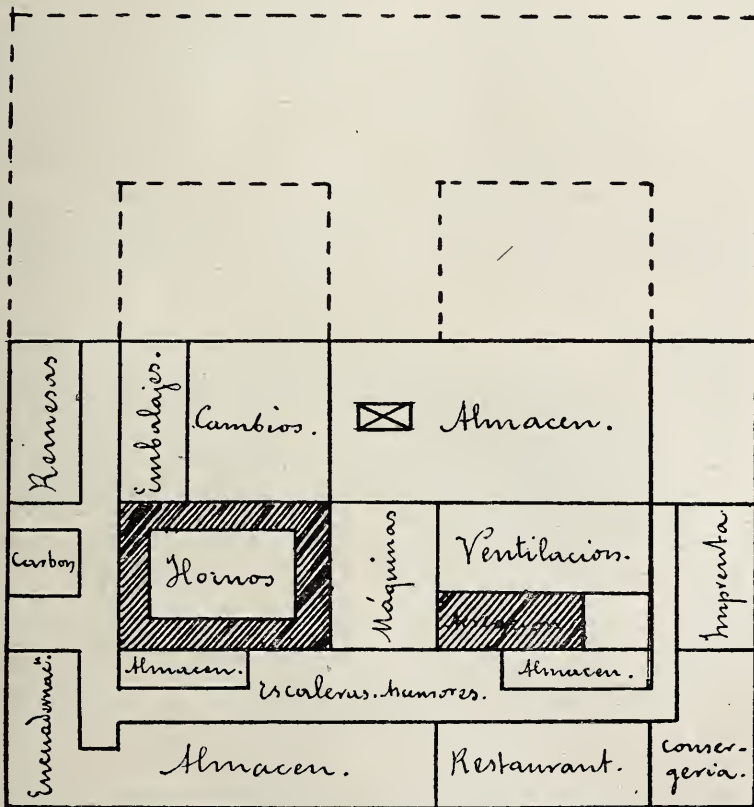 Remesas
Embalajes.
Cambios.
Almacen.
Carbon
Hornos
Máquinas
Ventilacion.
Imprenta
Almacen.
Almacen.
Escaleras.
Encuadernac.n
Almacen.
Restaurant.
Conser-
geria.